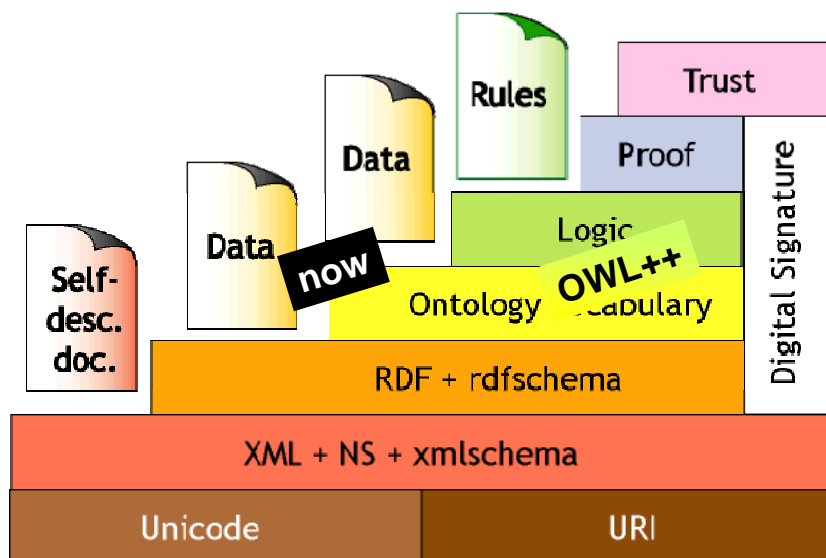 Trust
Rules
Proof
Data
Logic
Digital Signature
Data
now
OWL++
Self-
desc.
doc.
Ontology
RDF + rdfschema
XML + NS + xmlschema
Unicode
URI